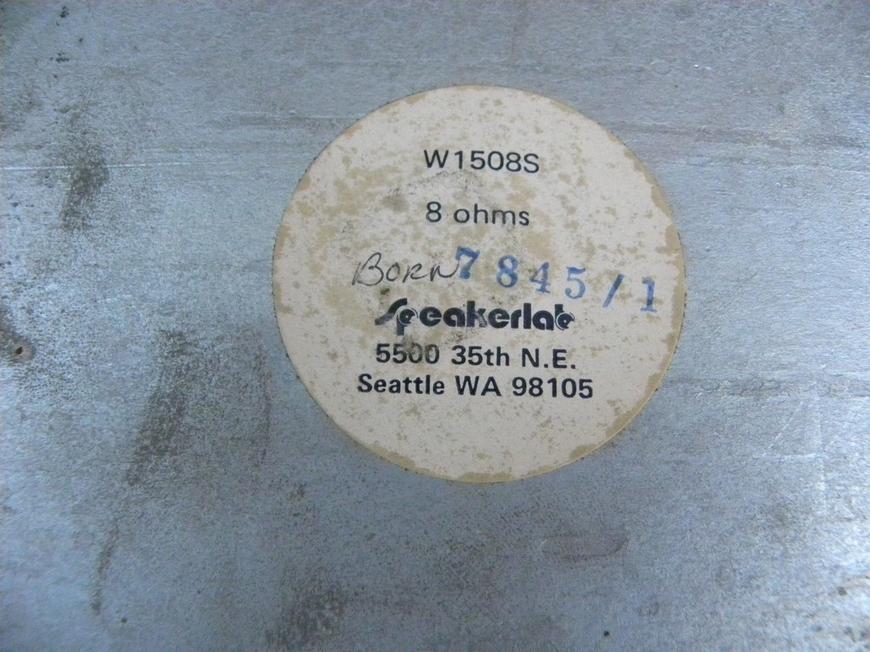 W1508S
8 ohms
Born 7845/1
Speakerlab
5500 35th N.E.
Seattle WA 98105